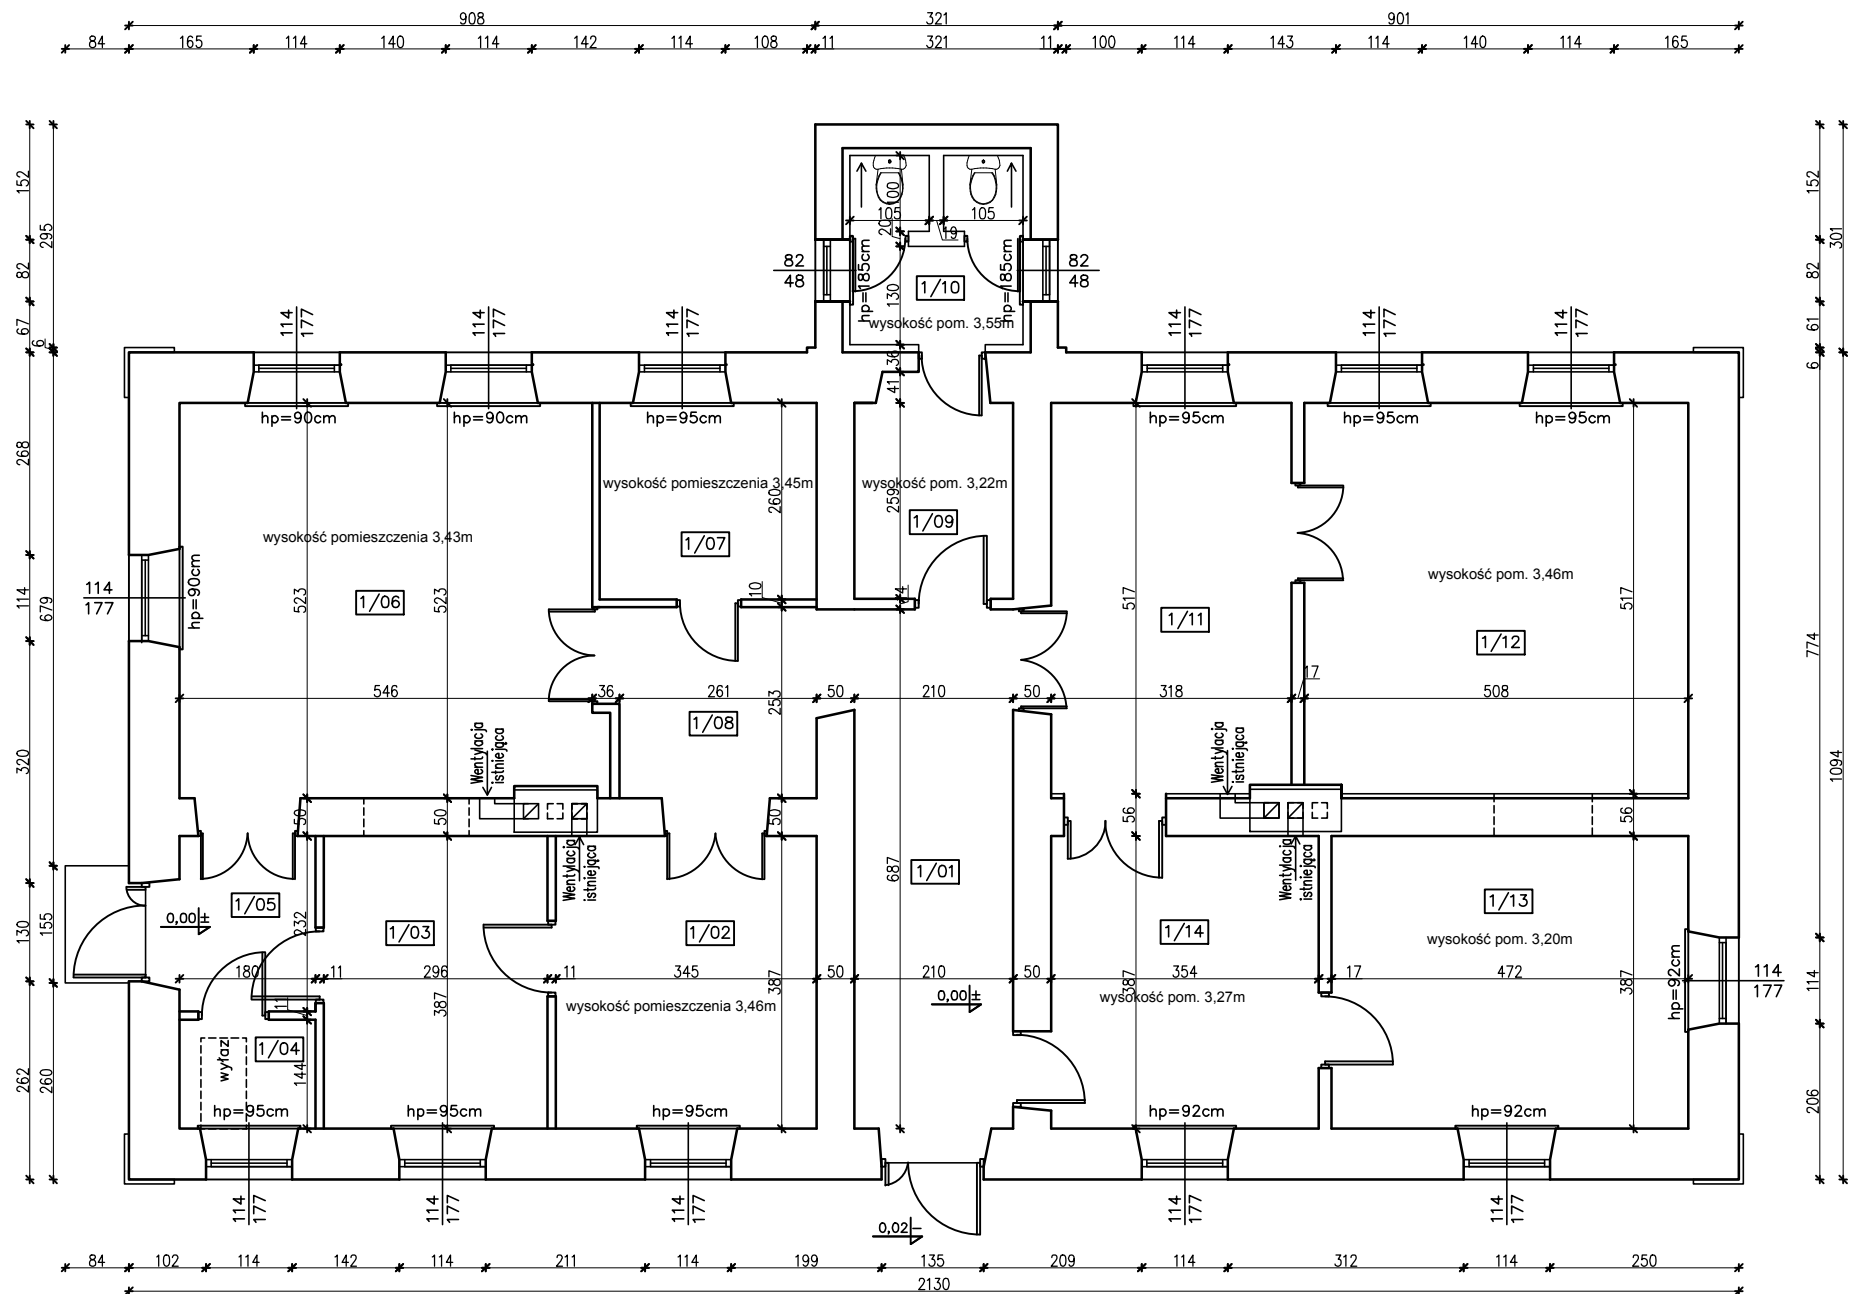 908 321 901
84 165 114 140 114 142 114 108 11 321 11 100 114 143 114 140 114 165
152 82 67 6 268 114 320 130 262
295 679 155 260
152 82 61 6 774 114 206
301 1094
100
105 105
20 19
82/48 hp=185cm hp=185cm 82/48
1/10
130
wysokość pom. 3,55m
114/177 114/177 114/177 114/177 114/177 114/177
36
41
hp=90cm hp=90cm hp=95cm hp=95cm hp=95cm hp=95cm
wysokość pomieszczenia 3,45m
260
wysokość pom. 3,22m
259
1/09
wysokość pomieszczenia 3,43m
1/07
114/177 hp=90cm
523 523
1/06
10
64
517
1/11
wysokość pom. 3,46m
517
1/12
546 36 261 50 210 50 318 17 508
1/08
253
Wentylacja
istniejąca
Wentylacja
istniejąca
50 50 50 56 56
Wentylacja
istniejąca
Wentylacja
istniejąca
687
1/01
1/05
0,00±
232
1/03
1/02
1/14
1/13
wysokość pom. 3,20m
180 11 296 11 345 50 210 50 354 17 472
387 387 387 387
hp=92cm 114/177
0,00±
wysokość pomieszczenia 3,46m
wysokość pom. 3,27m
11
1/04
wyłaz
144
hp=95cm hp=95cm hp=95cm hp=92cm hp=92cm
114/177 114/177 114/177 114/177 114/177
0,02−
84 102 114 142 114 211 114 199 135 209 114 312 114 250
2130